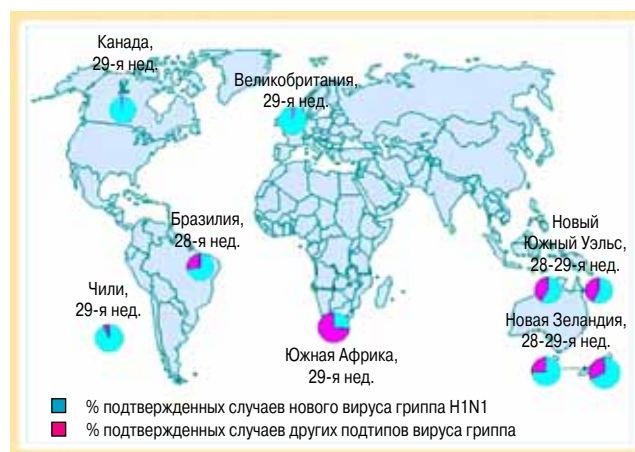 Канада,
29-я нед.
Великобритания,
29-я нед.
Бразилия,
28-я нед.
Новый
Южный Уэльс,
28-29-я нед.
Чили,
29-я нед.
Новая Зеландия,
28-29-я нед.
Южная Африка,
29-я нед.
% подтвержденных случаев нового вируса гриппа H1N1
% подтвержденных случаев других подтипов вируса гриппа